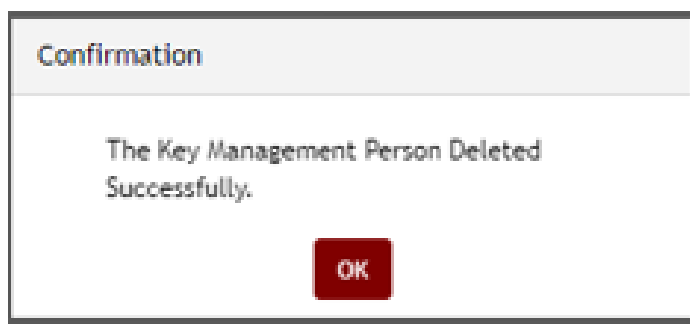 Confirmation
The Key Management Person Deleted
Successfully.
OK